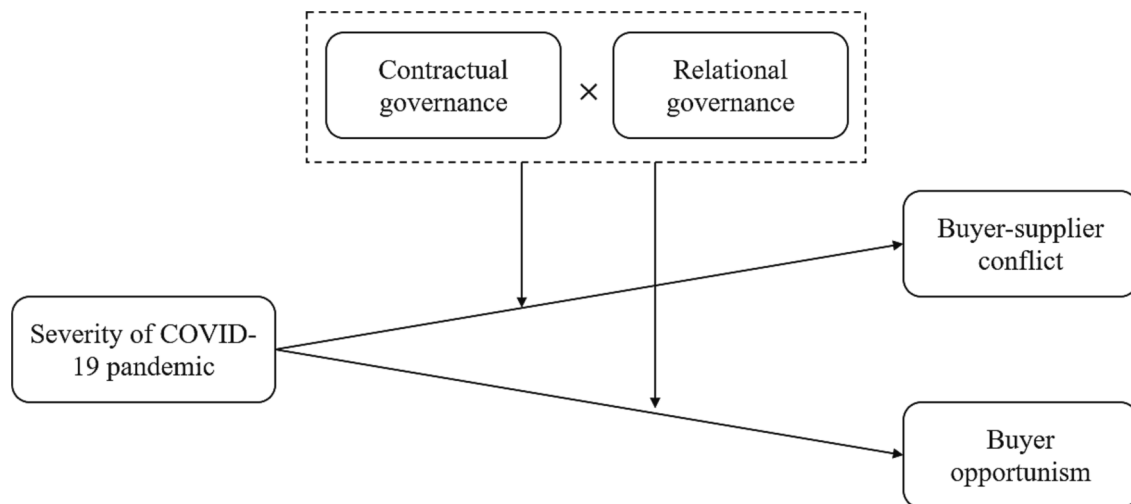 Contractual
governance
×
Relational
governance
Buyer-supplier
conflict
Severity of COVID-
19 pandemic
Buyer
opportunism